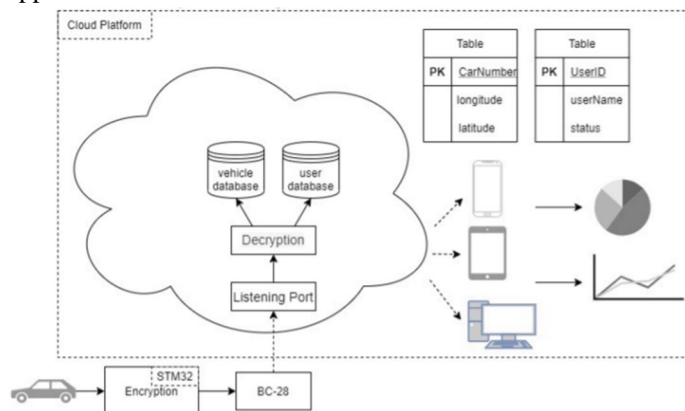 Cloud Platform
Table
PK CarNumber
longitude
latitude
Table
PK UserID
userName
status
vehicle
database
user
database
Decryption
Listening Port
STM32
Encryption
BC-28